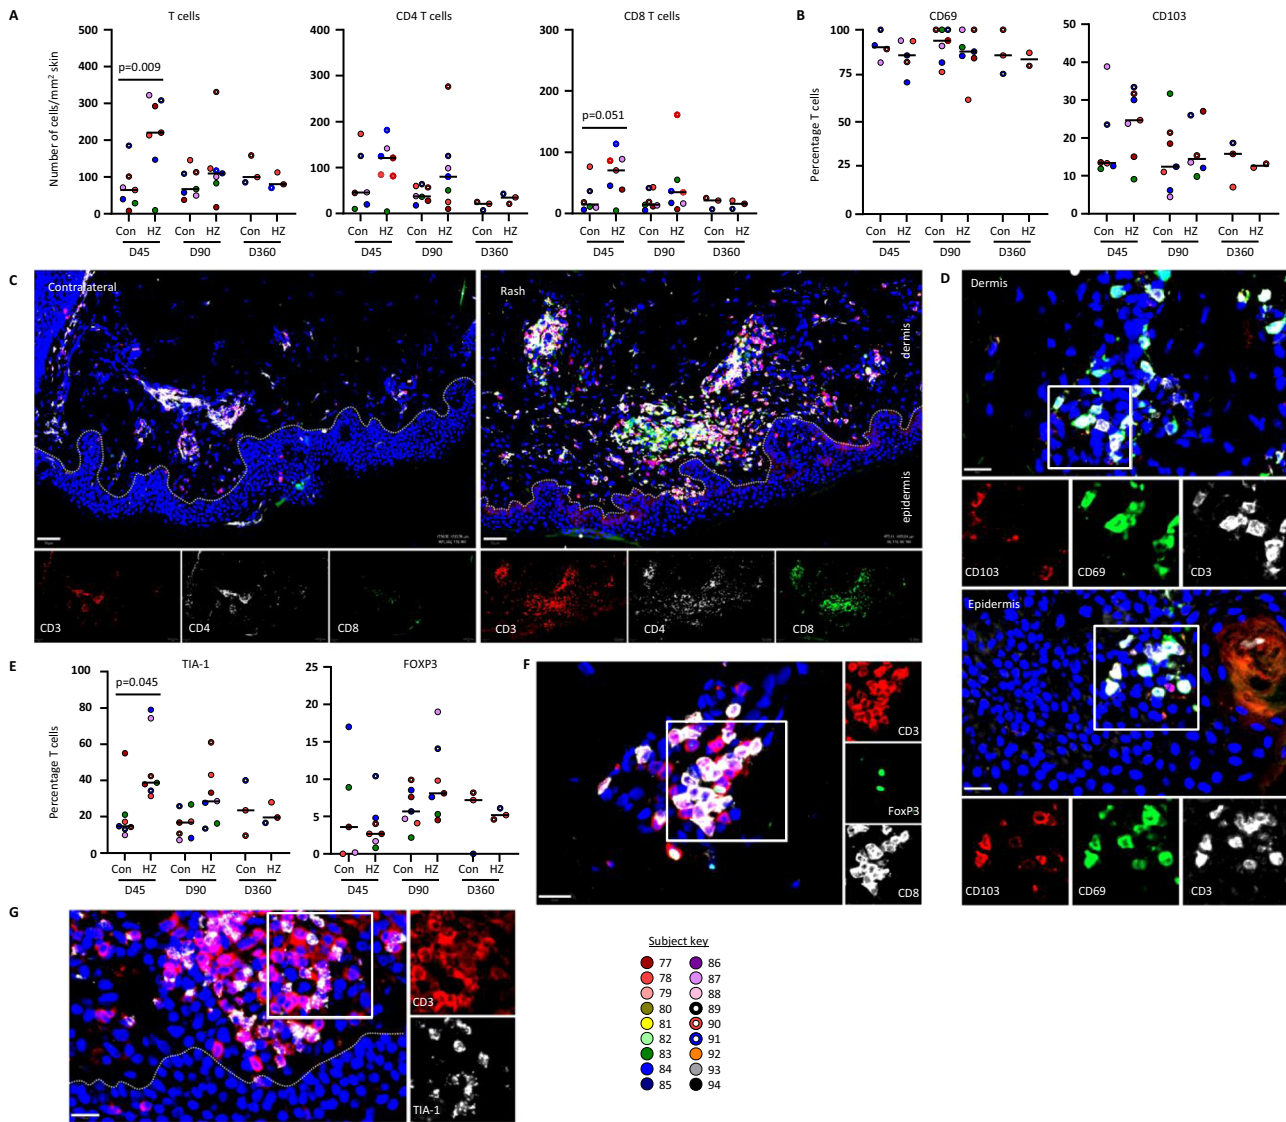 A
T cells
CD4 T cells
CD8 T cells
Number of cells/mm² skin
500
400
300
200
100
0
p=0.009
400
300
200
100
0
300
200
100
0
p=0.051
Con HZ Con HZ Con HZ
D45 D90 D360
Con HZ Con HZ Con HZ
D45 D90 D360
Con HZ Con HZ Con HZ
D45 D90 D360
B
CD69
CD103
Percentage T cells
100
75
50
25
0
50
40
30
20
10
0
Con HZ Con HZ Con HZ
D45 D90 D360
Con HZ Con HZ Con HZ
D45 D90 D360
C
Contralateral
Rash
dermis
epidermis
CD3
CD4
CD8
CD3
CD4
CD8
D
Dermis
CD103
CD69
CD3
Epidermis
CD103
CD69
CD3
E
TIA-1
FOXP3
Percentage T cells
100
80
60
40
20
0
p=0.045
25
20
15
10
5
0
Con HZ Con HZ Con HZ
D45 D90 D360
Con HZ Con HZ Con HZ
D45 D90 D360
F
CD3
FoxP3
CD8
G
CD3
TIA-1
Subject key
77 86
78 87
79 88
80 89
81 90
82 91
83 92
84 93
85 94